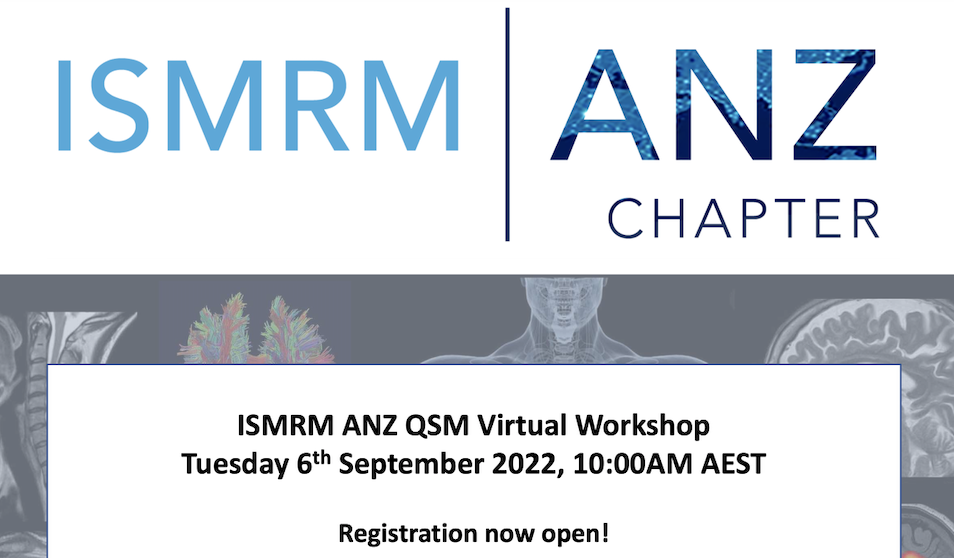 ISMRM
ANZ
CHAPTER
ISMRM ANZ QSM Virtual Workshop
Tuesday 6th September 2022, 10:00AM AEST
Registration now open!